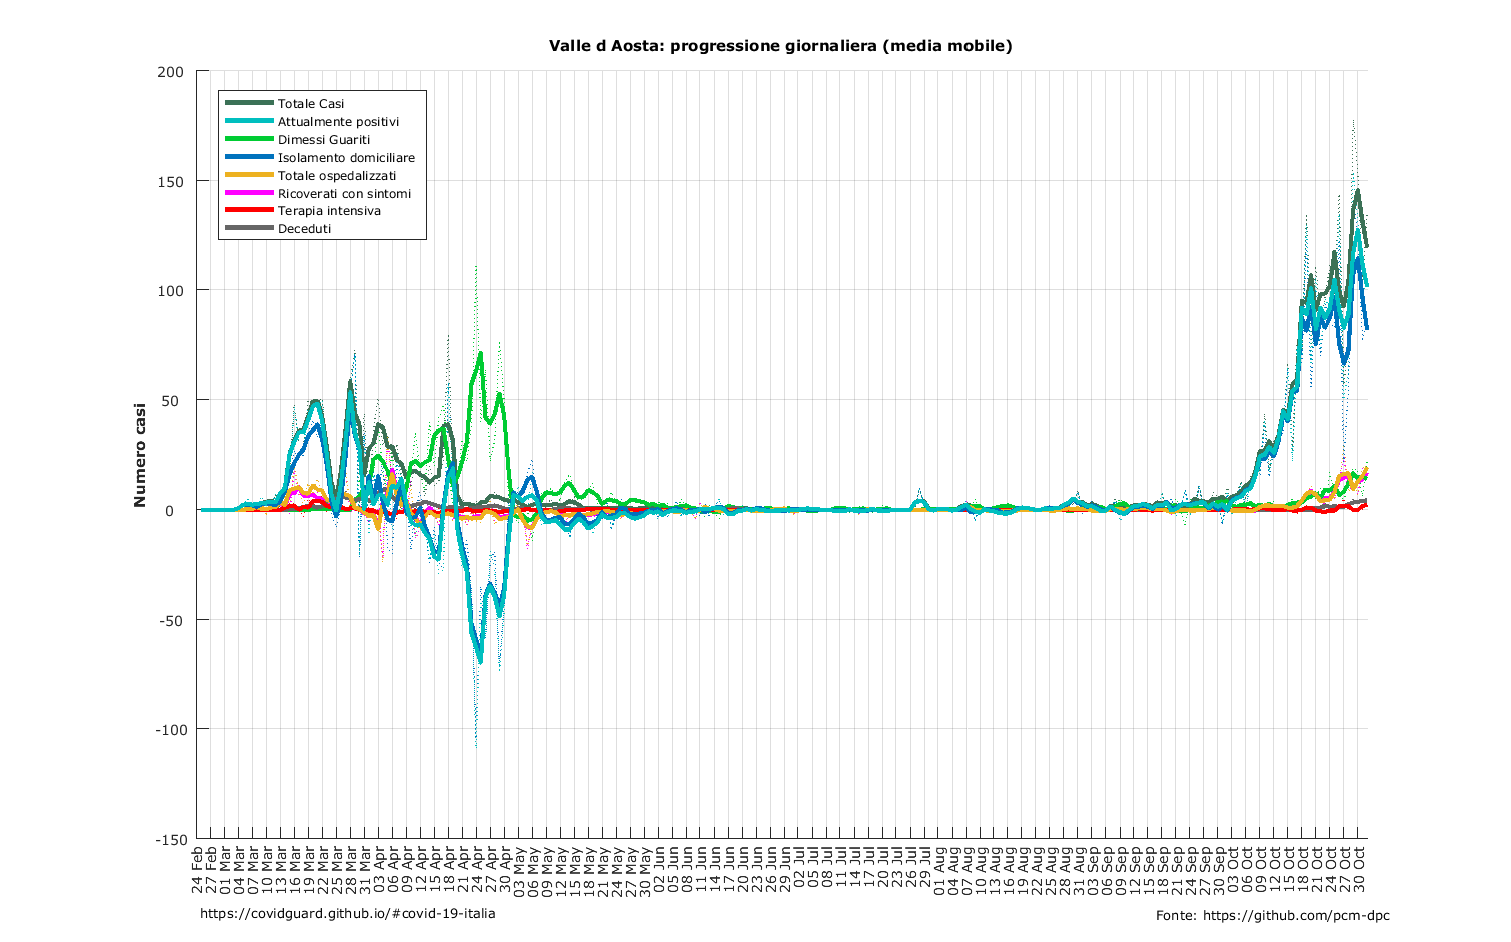 Valle d Aosta: progressione giornaliera (media mobile)
Numero casi
200
150
100
50
0
-50
-100
-150
Totale Casi
Attualmente positivi
Dimessi Guariti
Isolamento domiciliare
Totale ospedalizzati
Ricoverati con sintomi
Terapia intensiva
Deceduti
24 Feb
27 Feb
01 Mar
04 Mar
07 Mar
10 Mar
13 Mar
16 Mar
19 Mar
22 Mar
25 Mar
28 Mar
31 Mar
03 Apr
06 Apr
09 Apr
12 Apr
15 Apr
18 Apr
21 Apr
24 Apr
27 Apr
30 Apr
03 May
06 May
09 May
12 May
15 May
18 May
21 May
24 May
27 May
30 May
02 Jun
05 Jun
08 Jun
11 Jun
14 Jun
17 Jun
20 Jun
23 Jun
26 Jun
29 Jun
02 Jul
05 Jul
08 Jul
11 Jul
14 Jul
17 Jul
20 Jul
23 Jul
26 Jul
29 Jul
01 Aug
04 Aug
07 Aug
10 Aug
13 Aug
16 Aug
19 Aug
22 Aug
25 Aug
28 Aug
31 Aug
03 Sep
06 Sep
09 Sep
12 Sep
15 Sep
18 Sep
21 Sep
24 Sep
27 Sep
30 Sep
03 Oct
06 Oct
09 Oct
12 Oct
15 Oct
18 Oct
21 Oct
24 Oct
27 Oct
30 Oct
https://covidguard.github.io/#covid-19-italia
Fonte: https://github.com/pcm-dpc